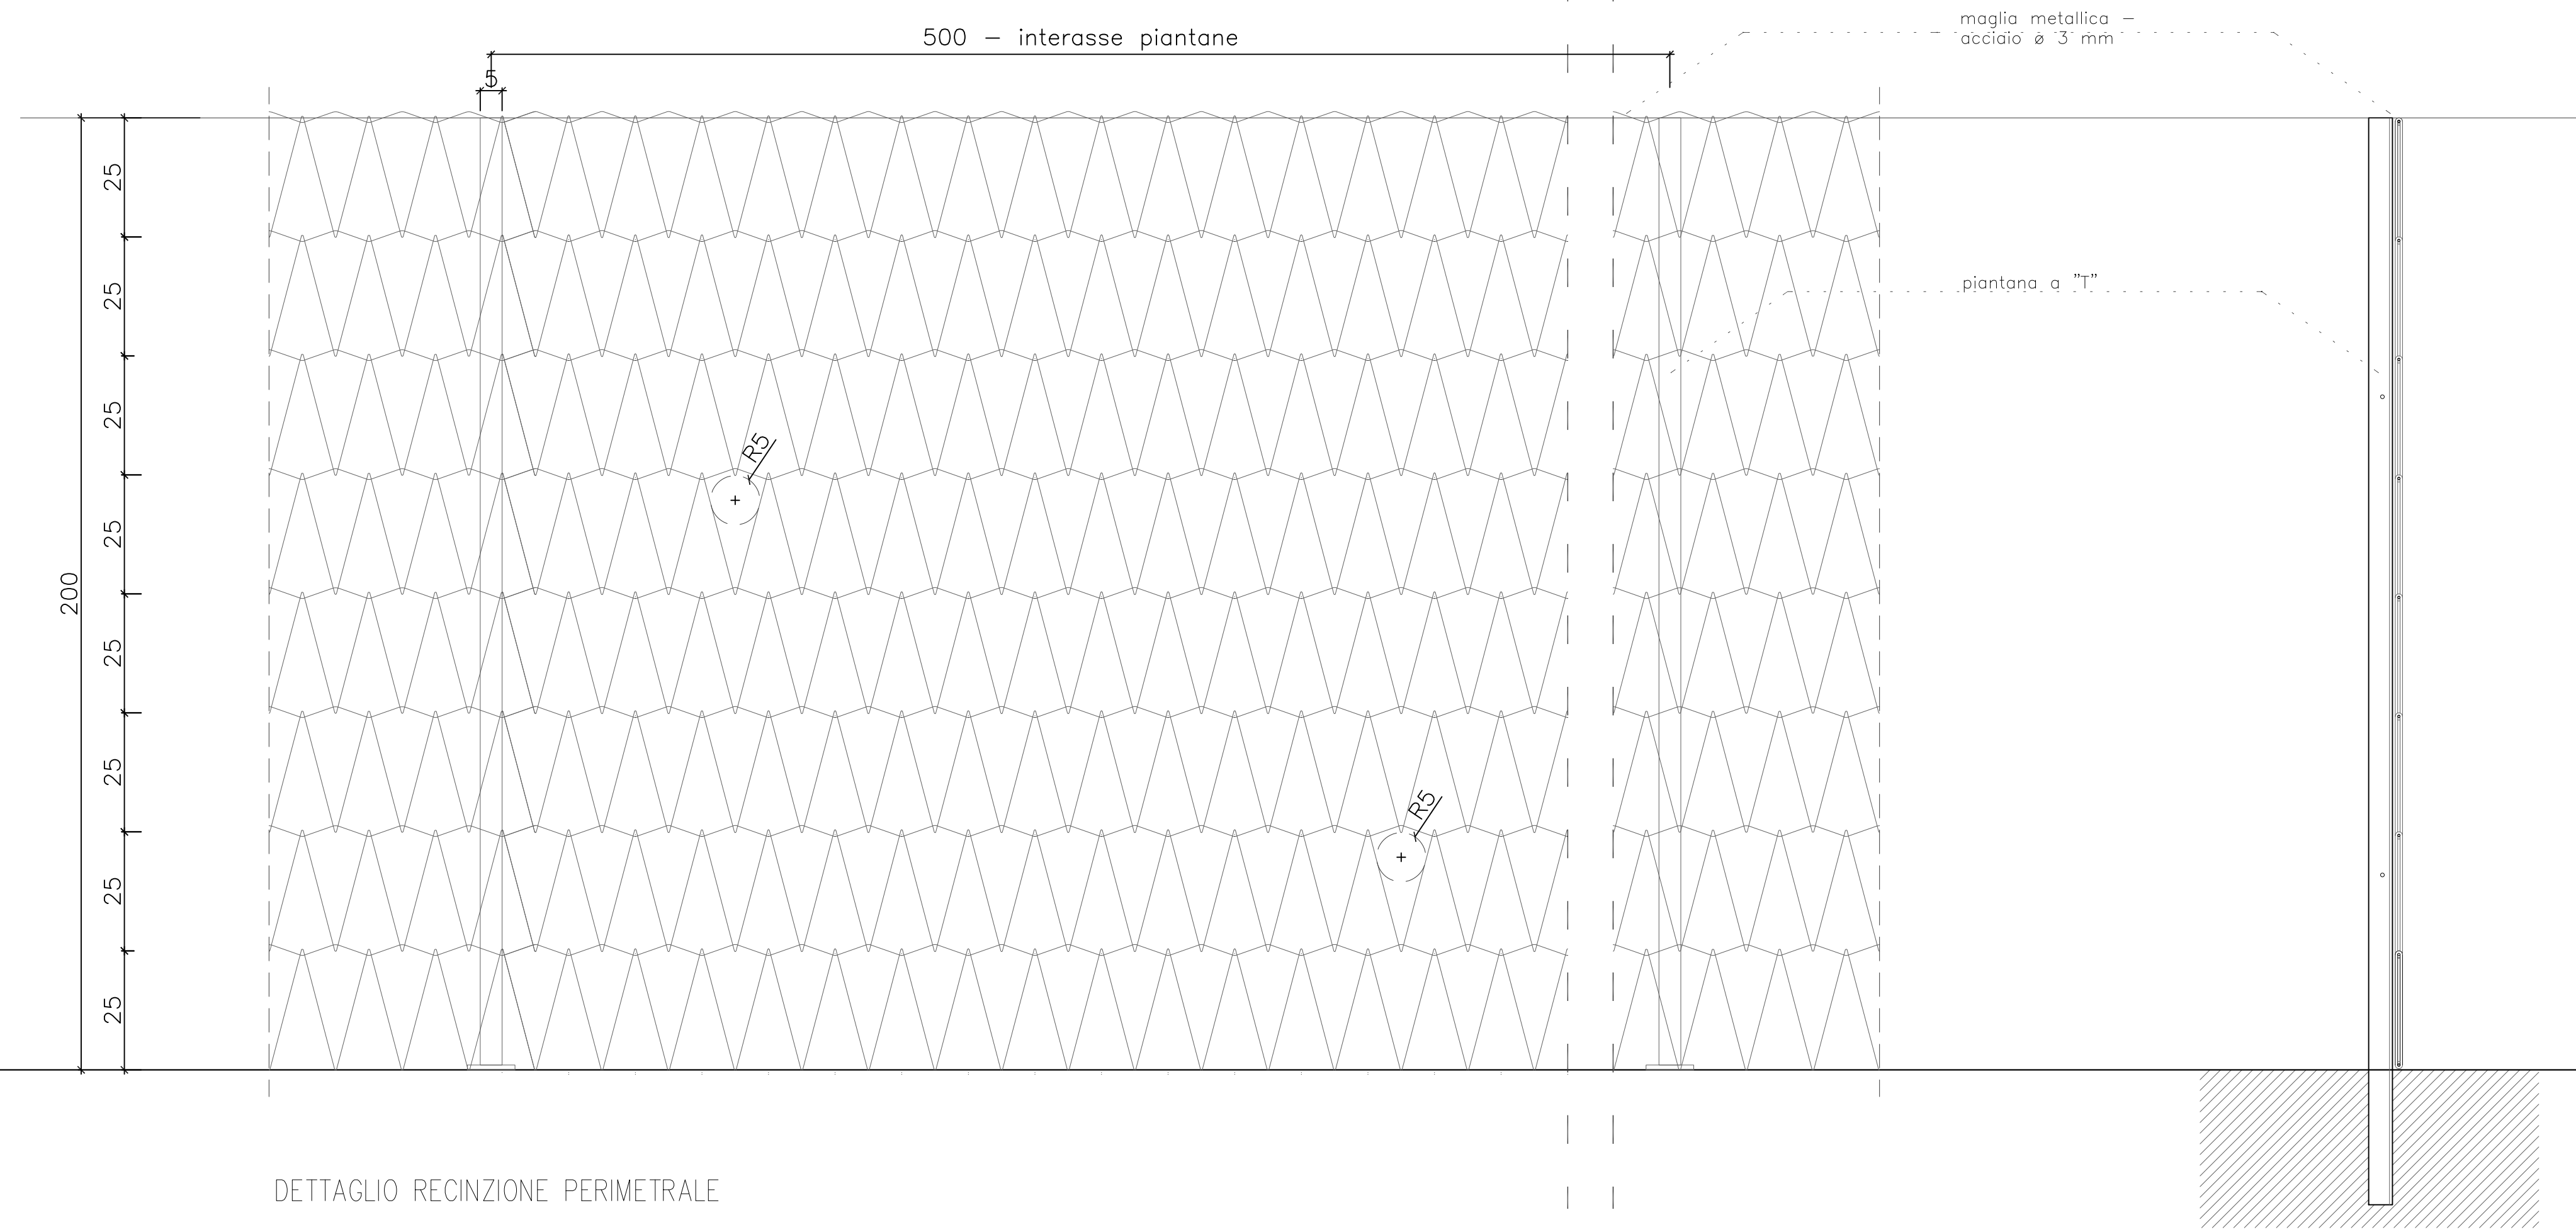 500 – interasse piantane
maglia metallica –
acciaio ø 3 mm
5
25
25
piantana a "T"
25
R5
25
200
25
25
R5
25
25
DETTAGLIO RECINZIONE PERIMETRALE